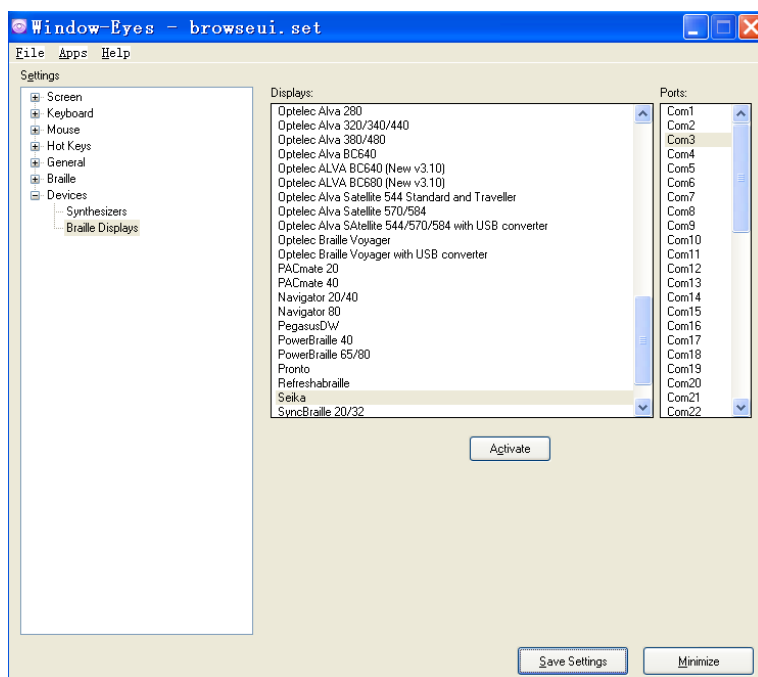 Window-Eyes - browseui.set
File Apps Help
Settings
Screen
Keyboard
Mouse
Hot Keys
General
Braille
Devices
Synthesizers
Braille Displays
Displays:
Optelec Alva 280
Optelec Alva 320/340/440
Optelec Alva 380/480
Optelec Alva BC640
Optelec ALVA BC640 (New v3.10)
Optelec ALVA BC680 (New v3.10)
Optelec Alva Satellite 544 Standard and Traveller
Optelec Alva Satellite 570/584
Optelec Alva SAtellite 544/570/584 with USB converter
Optelec Braille Voyager
Optelec Braille Voyager with USB converter
PACmate 20
PACmate 40
Navigator 20/40
Navigator 80
PegasusDW
PowerBraille 40
PowerBraille 65/80
Pronto
Refreshabraille
Seika
SyncBraille 20/32
Ports:
Com1
Com2
Com3
Com4
Com5
Com6
Com7
Com8
Com9
Com10
Com11
Com12
Com13
Com14
Com15
Com16
Com17
Com18
Com19
Com20
Com21
Com22
Activate
Save Settings
Minimize